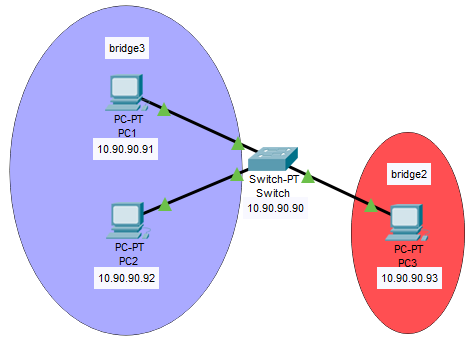 bridge3
PC-PT
PC1
10.90.90.91
Switch-PT
Switch
10.90.90.90
bridge2
PC-PT
PC2
10.90.90.92
PC-PT
PC3
10.90.90.93